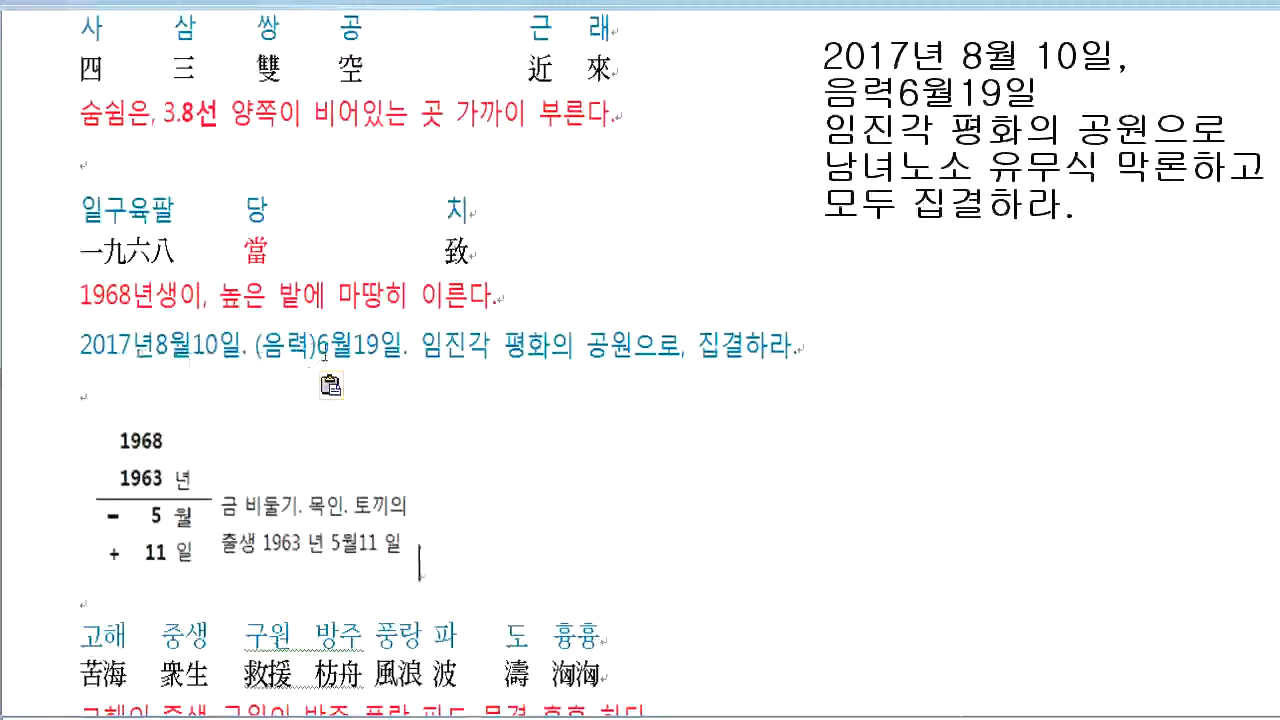 사 삼 쌍 공 근 래
四 三 雙 空 近 來
숨쉼은, 3.8선 양쪽이 비어있는 곳 가까이 부른다.
일구육팔 당 치
一九六八 當 致
1968년생이, 높은 밭에 마땅히 이른다.
2017년8월10일. (음력)6월19일. 임진각 평화의 공원으로, 집결하라.
1968
1963 년
- 5 월
+ 11 일
금 비둘기. 목인. 토끼의
출생 1963 년 5월11 일
고해 중생 구원 방주 풍랑 파 도 흉흉
苦海 衆生 救援 枋舟 風浪 波 濤 洶洶
2017년 8월 10일,
음력6월19일
임진각 평화의 공원으로
남녀노소 유무식 막론하고
모두 집결하라.